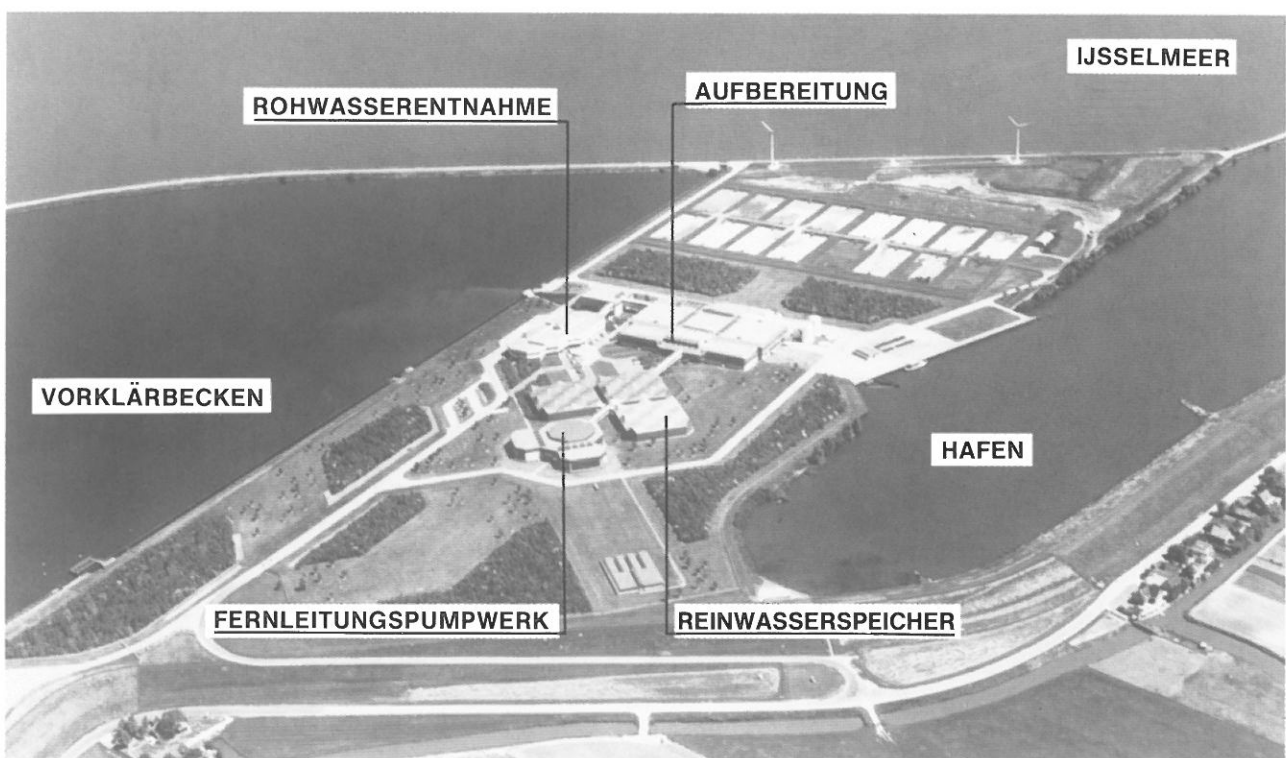 IJSSELMEER
ROHWASSERENTNAHME
AUFBEREITUNG
VORKLÄRBECKEN
HAFEN
FERNLEITUNGSPUMPWERK
REINWASSERSPEICHER